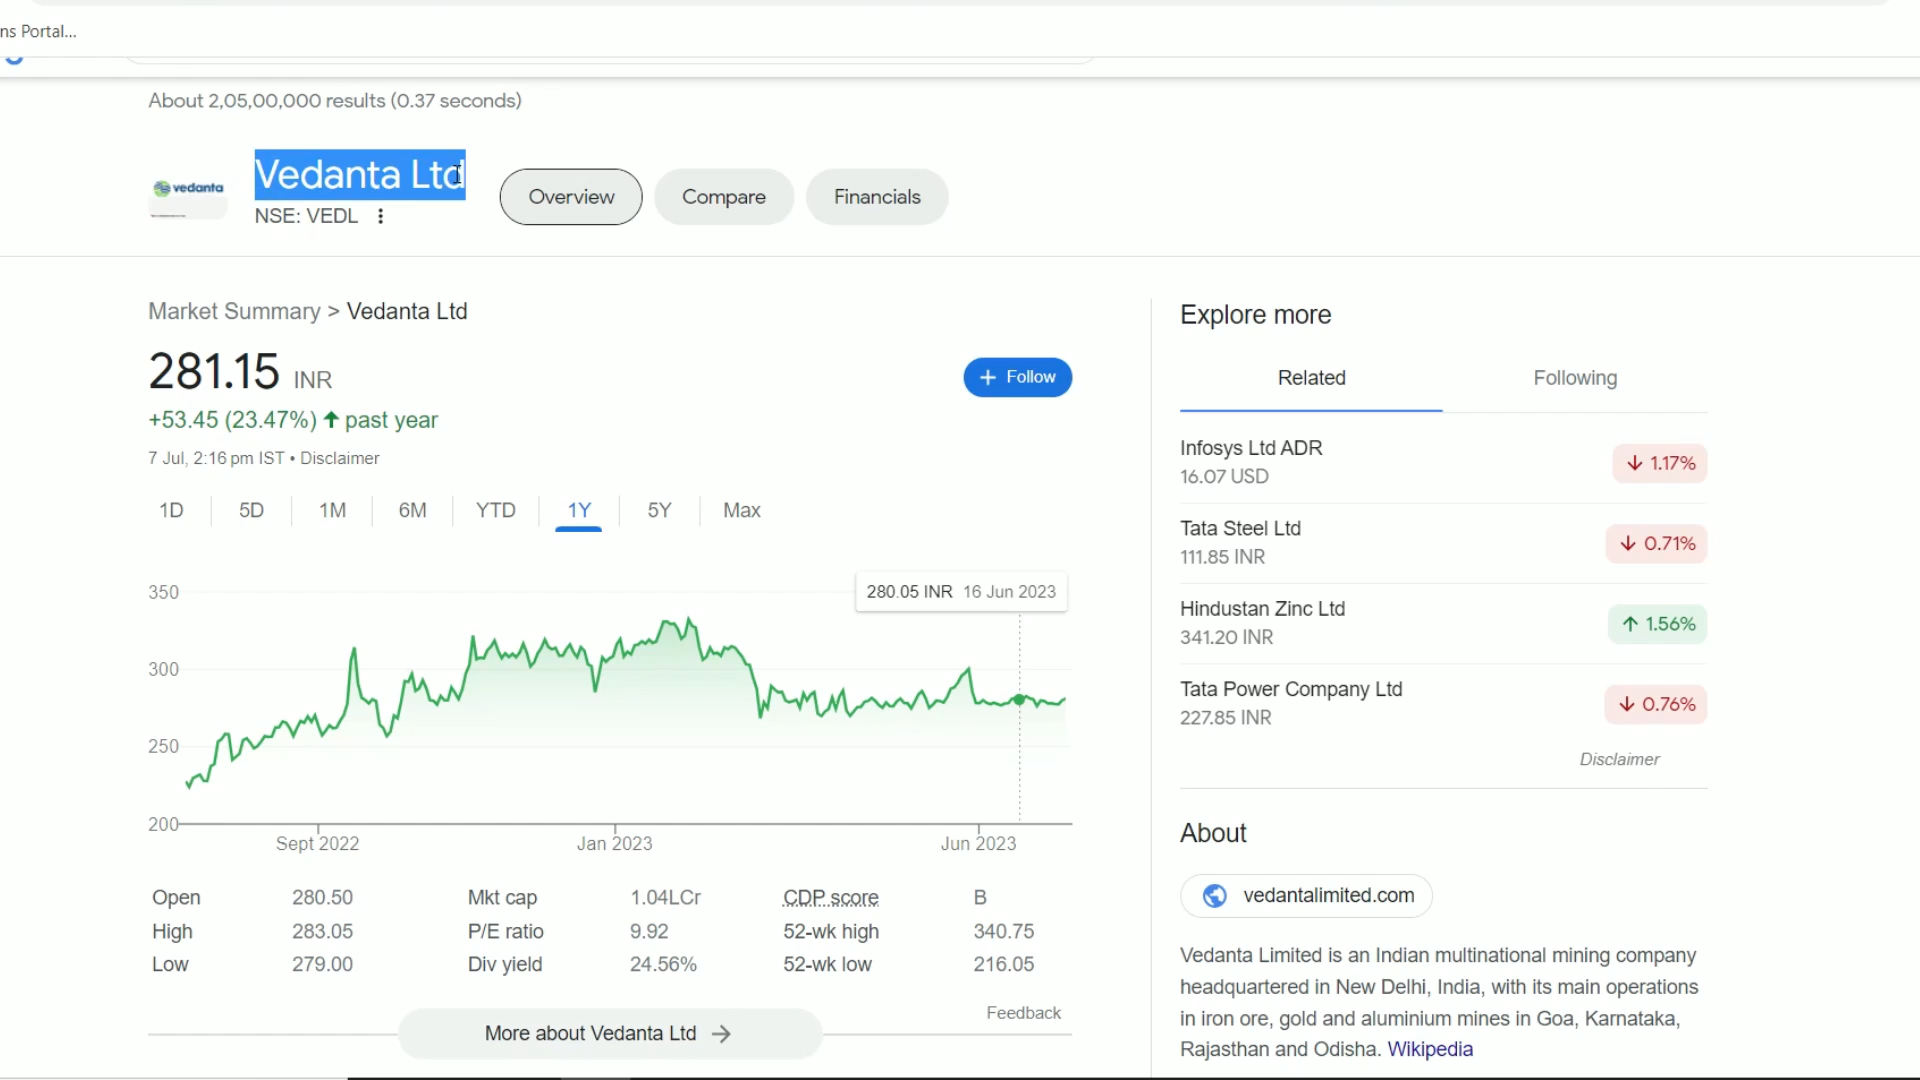 ns Portal...
About 2,05,00,000 results (0.37 seconds)
vedanta
Vedanta Ltd
NSE: VEDL
Overview
Compare
Financials
Market Summary > Vedanta Ltd
281.15 INR
+ Follow
+53.45 (23.47%) ↑ past year
7 Jul, 2:16 pm IST • Disclaimer
1D 5D 1M 6M YTD 1Y 5Y Max
280.05 INR 16 Jun 2023
350
300
250
200
Sept 2022 Jan 2023 Jun 2023
Open 280.50 Mkt cap 1.04LCr CDP score B
High 283.05 P/E ratio 9.92 52-wk high 340.75
Low 279.00 Div yield 24.56% 52-wk low 216.05
Feedback
More about Vedanta Ltd →
Explore more
Related Following
Infosys Ltd ADR
16.07 USD
↓ 1.17%
Tata Steel Ltd
111.85 INR
↓ 0.71%
Hindustan Zinc Ltd
341.20 INR
↑ 1.56%
Tata Power Company Ltd
227.85 INR
↓ 0.76%
Disclaimer
About
vedantalimited.com
Vedanta Limited is an Indian multinational mining company
headquartered in New Delhi, India, with its main operations
in iron ore, gold and aluminium mines in Goa, Karnataka,
Rajasthan and Odisha. Wikipedia